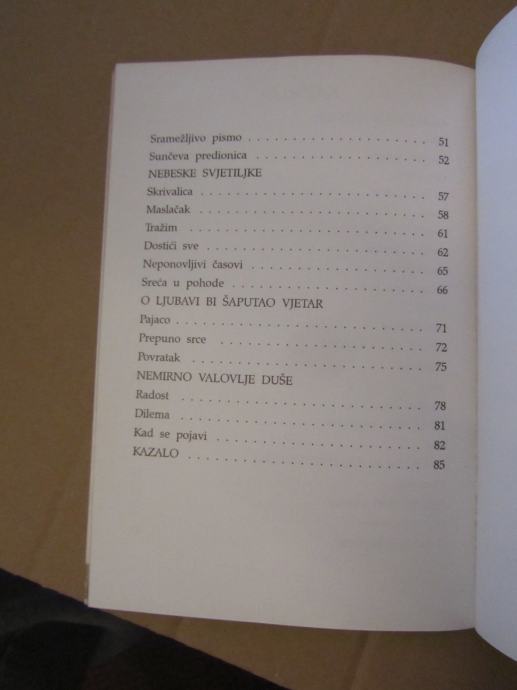 Sramežljivo pismo . . . . . . . . . . . . . . . . . . . . 51
Sunčeva predionica . . . . . . . . . . . . . . . . . . . . 52
NEBESKE SVJETILJKE
Skrivalica . . . . . . . . . . . . . . . . . . . . . . . . . 57
Maslačak . . . . . . . . . . . . . . . . . . . . . . . . . 58
Tražim . . . . . . . . . . . . . . . . . . . . . . . . . . 61
Dostići sve . . . . . . . . . . . . . . . . . . . . . . . . 62
Neponovljivi časovi . . . . . . . . . . . . . . . . . . . . 65
Sreća u pohode . . . . . . . . . . . . . . . . . . . . . . 66
O LJUBAVI BI ŠAPUTAO VJETAR
Pajaco . . . . . . . . . . . . . . . . . . . . . . . . . . . 71
Prepuno srce . . . . . . . . . . . . . . . . . . . . . . . 72
Povratak . . . . . . . . . . . . . . . . . . . . . . . . . 75
NEMIRNO VALOVLJE DUŠE
Radost . . . . . . . . . . . . . . . . . . . . . . . . . . 78
Dilema . . . . . . . . . . . . . . . . . . . . . . . . . . 81
Kad se pojavi . . . . . . . . . . . . . . . . . . . . . . . 82
KAZALO . . . . . . . . . . . . . . . . . . . . . . . . . 85